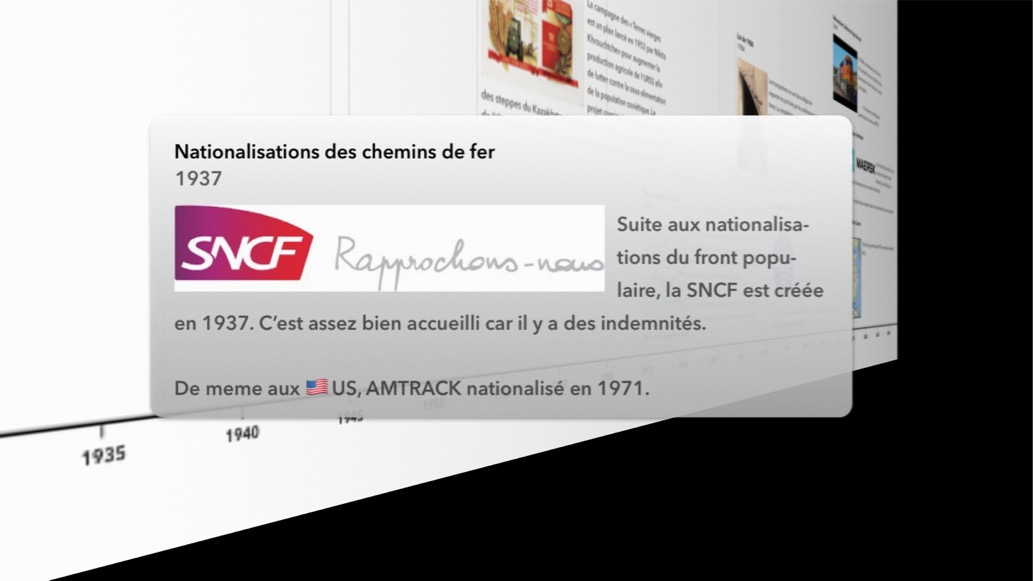 La campagne des « Terres vierges
est un plan lancé en 1953 par Nikita
Khrouchtchev pour augmenter la
production agricole de l'URSS afin
de lutter contre la sous-alimentation
de la population soviétique. Le
des steppes du Kazakhstan
Nationalisations des chemins de fer
1937
SNCF Rapprochons-nous
Suite aux nationalisa-
tions du front popu-
laire, la SNCF est créée
en 1937. C'est assez bien accueilli car il y a des indemnités.
De meme aux 🇺🇸US, AMTRACK nationalisé en 1971.
MAERSK
1935
1940
1945
1950